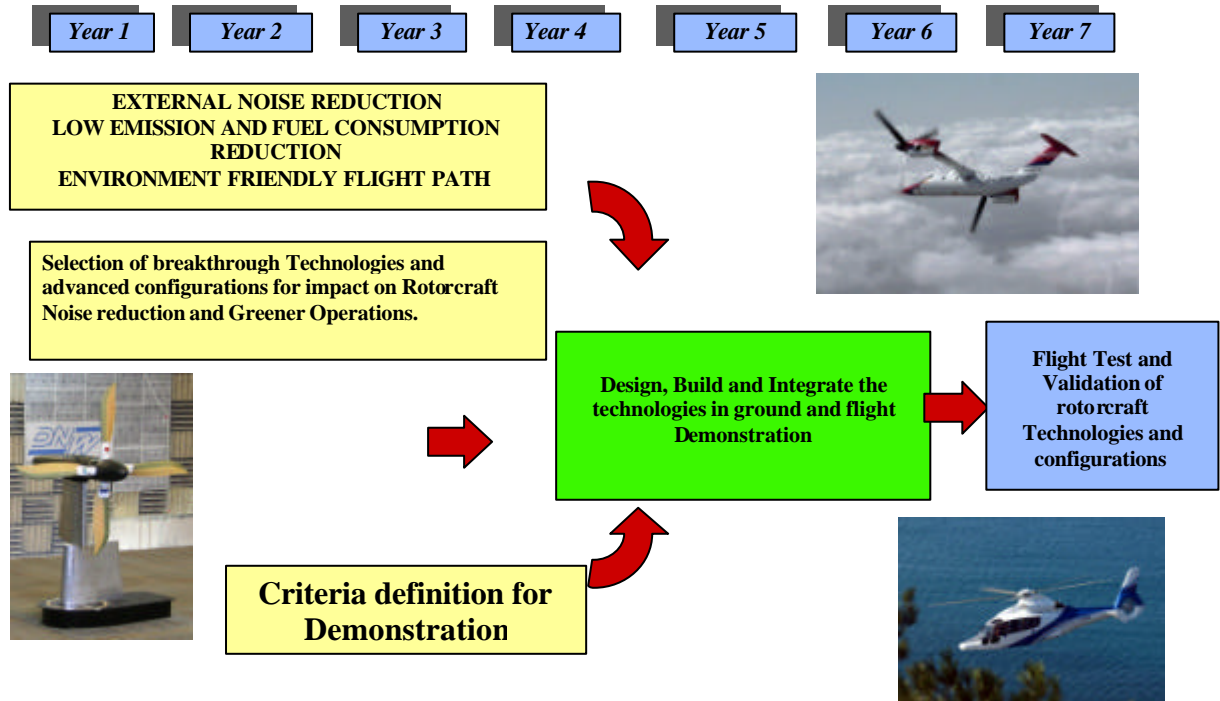 Year 1
Year 2
Year 3
Year 4
Year 5
Year 6
Year 7
EXTERNAL NOISE REDUCTION
LOW EMISSION AND FUEL CONSUMPTION
REDUCTION
ENVIRONMENT FRIENDLY FLIGHT PATH
Selection of breakthrough Technologies and
advanced configurations for impact on Rotorcraft
Noise reduction and Greener Operations.
Design, Build and Integrate the
technologies in ground and flight
Demonstration
Flight Test and
Validation of
rotorcraft
Technologies and
configurations
DNW
Criteria definition for
Demonstration